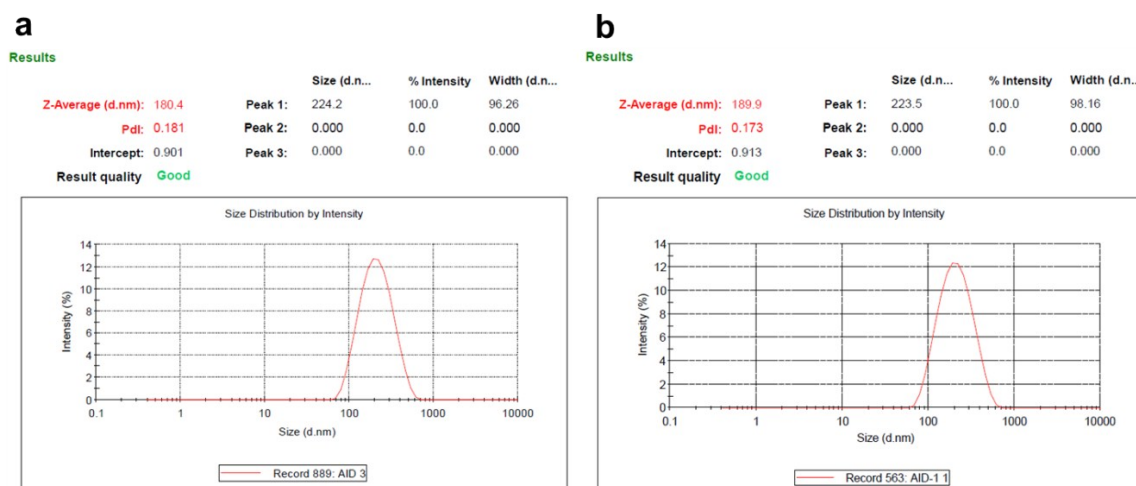 a
Results
Size (d.n... % Intensity Width (d.n...
Z-Average (d.nm): 180.4 Peak 1: 224.2 100.0 96.26
PdI: 0.181 Peak 2: 0.000 0.0 0.000
Intercept: 0.901 Peak 3: 0.000 0.0 0.000
Result quality Good
Size Distribution by Intensity
14
12
10
8
6
4
2
0
Intensity (%)
0.1 1 10 100 1000 10000
Size (d.nm)
Record 889: AID 3
b
Results
Size (d.n... % Intensity Width (d.n...
Z-Average (d.nm): 189.9 Peak 1: 223.5 100.0 98.16
PdI: 0.173 Peak 2: 0.000 0.0 0.000
Intercept: 0.913 Peak 3: 0.000 0.0 0.000
Result quality Good
Size Distribution by Intensity
14
12
10
8
6
4
2
0
Intensity (%)
0.1 1 10 100 1000 10000
Size (d.nm)
Record 563: AID-1 1